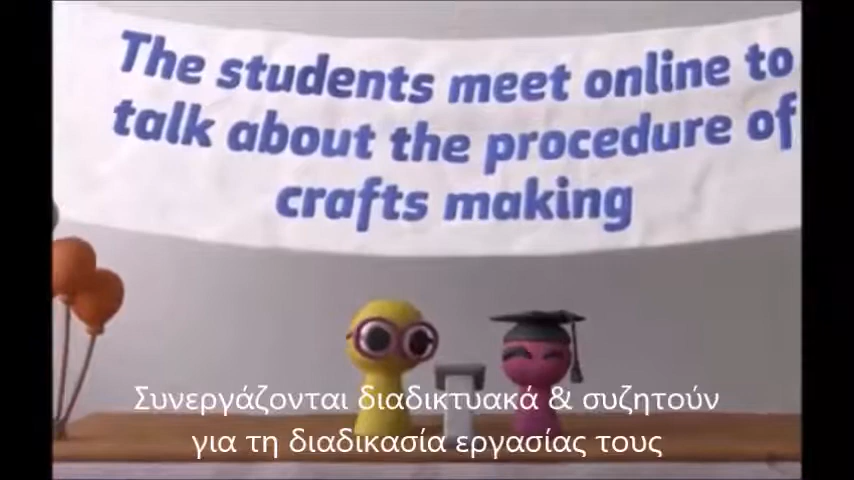 The students meet online to
talk about the procedure of
crafts making
Συνεργάζονται διαδικτυακά & συζητούν
για τη διαδικασία εργασίας τους